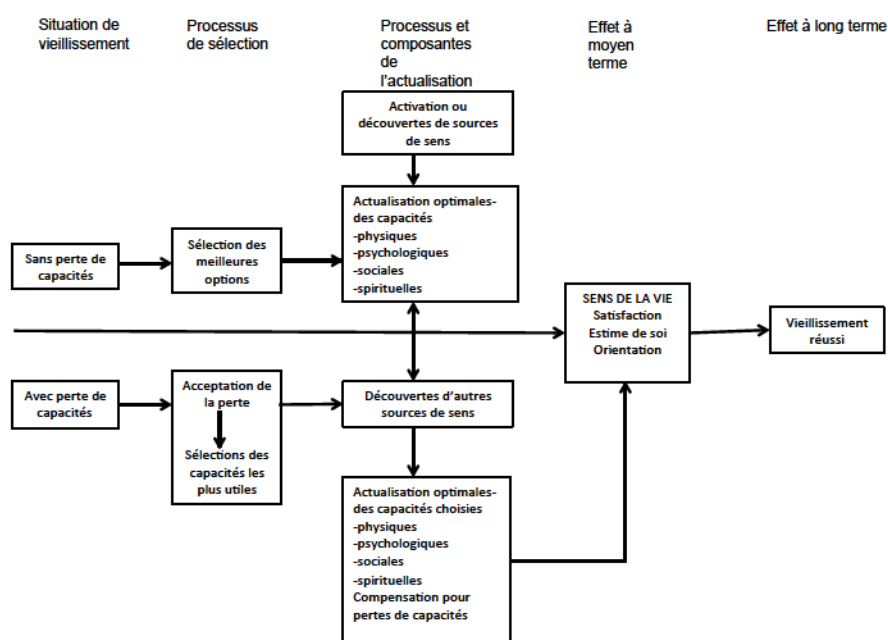 Situation de
vieillissement
Processus
de sélection
Processus et
composantes
de
l'actualisation
Effet à
moyen
terme
Effet à long terme
Activation ou
découvertes de sources
de sens
Actualisation optimales-
des capacités
-physiques
-psychologiques
-sociales
-spirituelles
Sans perte de
capacités
Sélection des
meilleures
options
SENS DE LA VIE
Satisfaction
Estime de soi
Orientation
Vieillissement
réussi
Avec perte de
capacités
Acceptation de
la perte
Sélections des
capacités les
plus utiles
Découvertes d'autres
sources de sens
Actualisation optimales-
des capacités choisies
-physiques
-psychologiques
-sociales
-spirituelles
Compensation pour
pertes de capacités